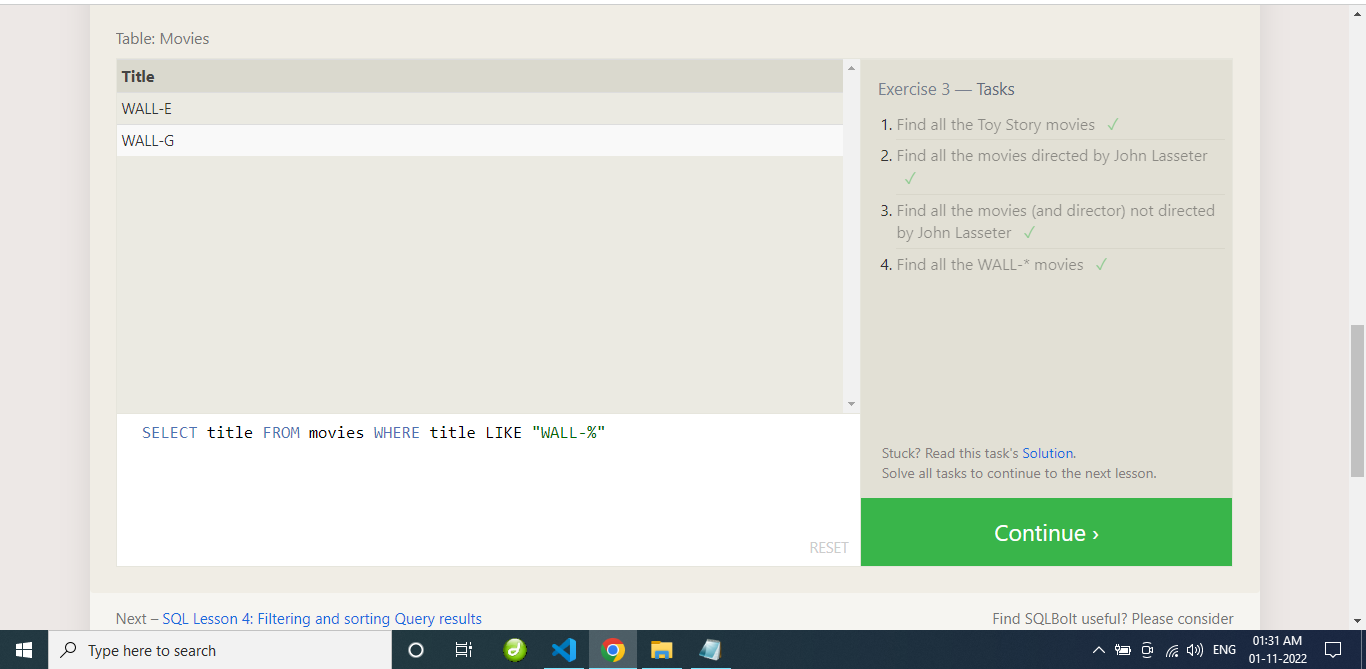 Table: Movies
Title
WALL-E
WALL-G
SELECT title FROM movies WHERE title LIKE "WALL-%"
RESET
Exercise 3 — Tasks
1. Find all the Toy Story movies ✓
2. Find all the movies directed by John Lasseter
✓
3. Find all the movies (and director) not directed
by John Lasseter ✓
4. Find all the WALL-* movies ✓
Stuck? Read this task's Solution.
Solve all tasks to continue to the next lesson.
Continue ›
Next – SQL Lesson 4: Filtering and sorting Query results
Find SQLBolt useful? Please consider
Type here to search
ENG
01:31 AM
01-11-2022